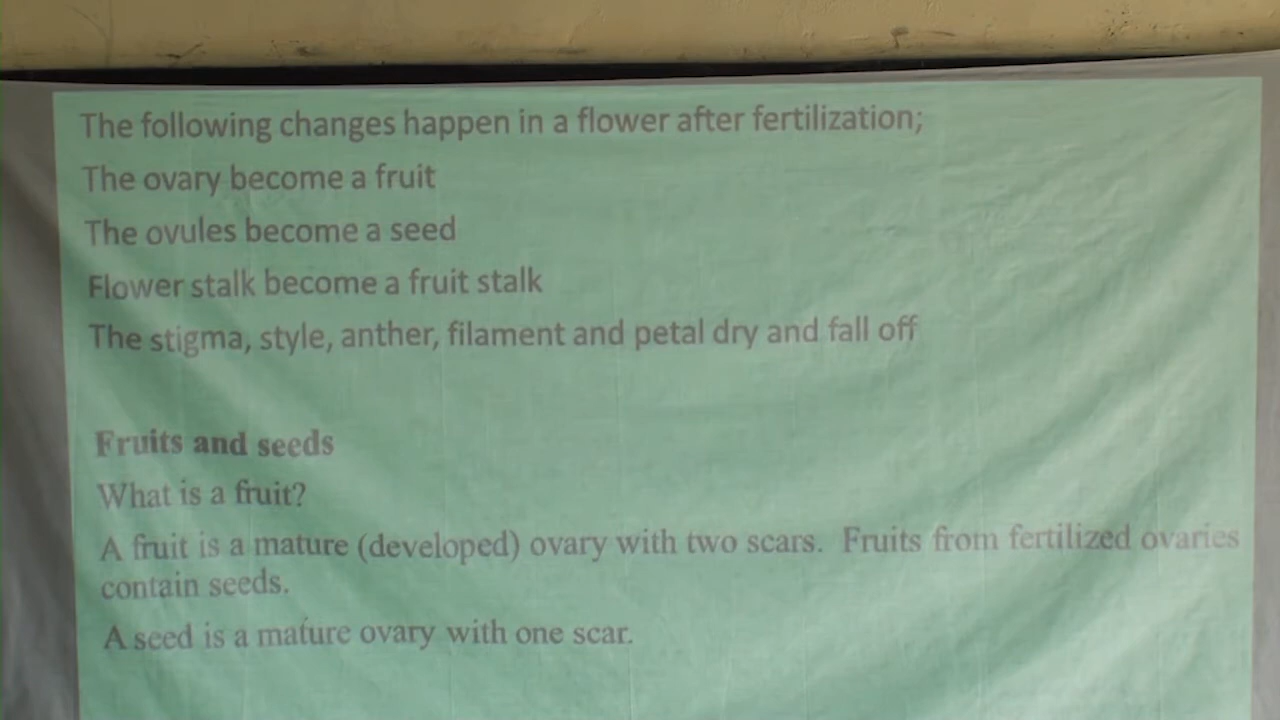 The following changes happen in a flower after fertilization;
The ovary become a fruit
The ovules become a seed
Flower stalk become a fruit stalk
The stigma, style, anther, filament and petal dry and fall off
Fruits and seeds
What is a fruit?
A fruit is a mature (developed) ovary with two scars. Fruits from fertilized ovaries
contain seeds.
A seed is a mature ovary with one scar.